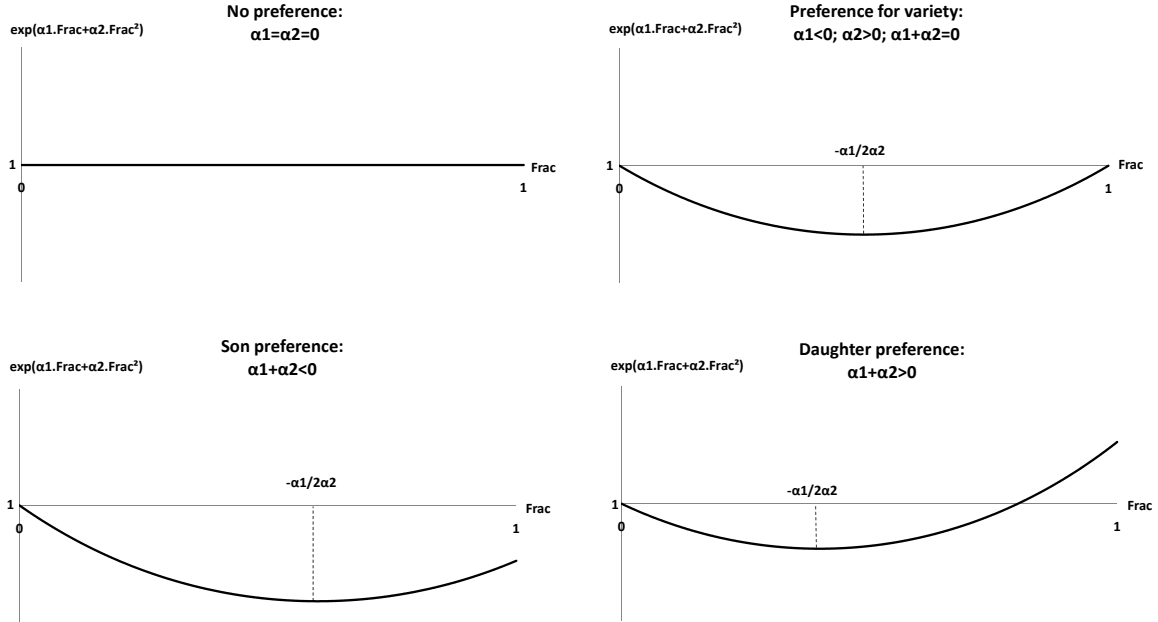 No preference:
α1=α2=0
exp(α1.Frac+α2.Frac²)
1
Frac
0
1
Preference for variety:
α1<0; α2>0; α1+α2=0
exp(α1.Frac+α2.Frac²)
-α1/2α2
1
Frac
0
1
Son preference:
α1+α2<0
exp(α1.Frac+α2.Frac²)
-α1/2α2
1
Frac
0
1
Daughter preference:
α1+α2>0
exp(α1.Frac+α2.Frac²)
-α1/2α2
1
Frac
0
1